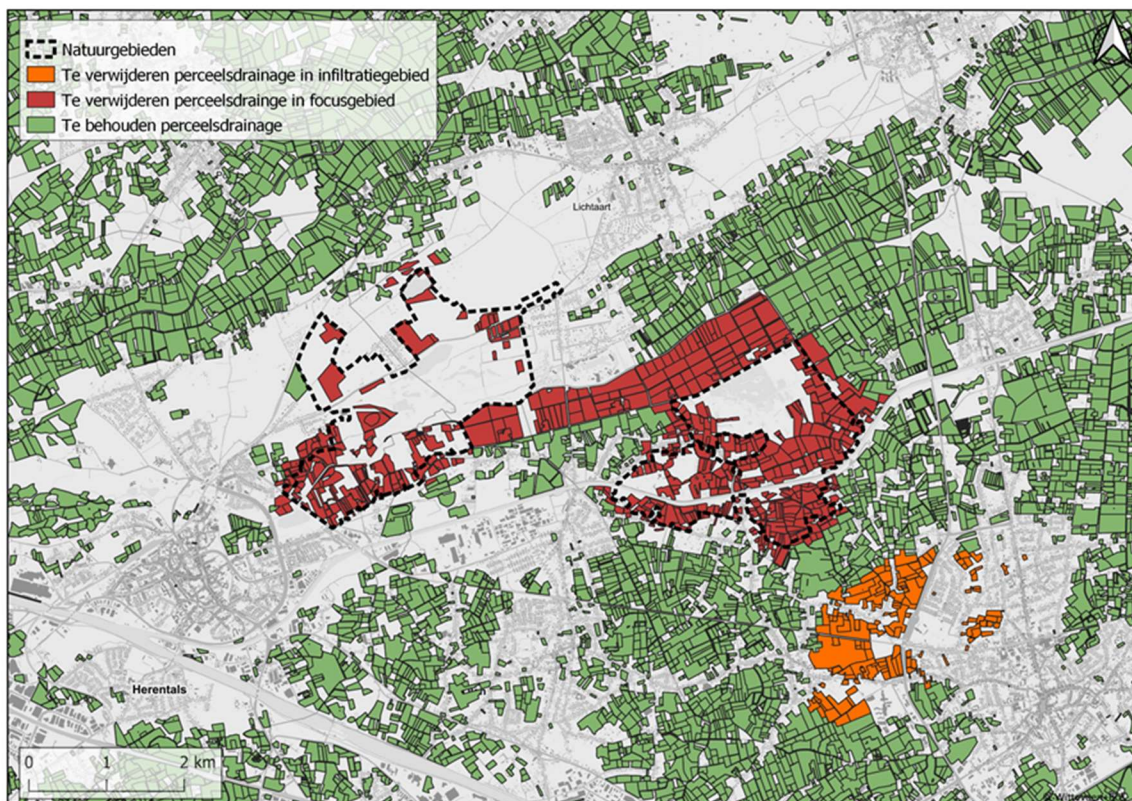 Natuurgebieden
Te verwijderen perceelsdrainage in infiltratiegebied
Te verwijderen perceelsdrainge in focusgebied
Te behouden perceelsdrainage
Lichtaart
Herentals
0 1 2 km